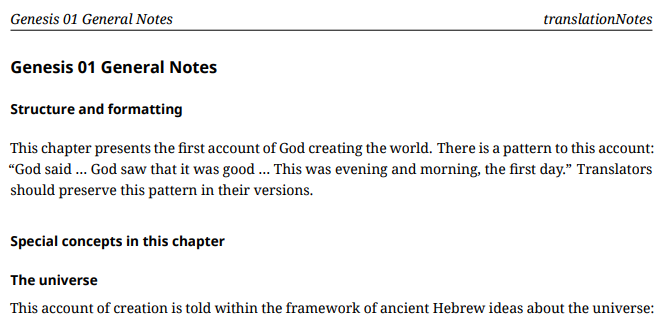 Genesis 01 General Notes translationNotes
Genesis 01 General Notes
Structure and formatting
This chapter presents the first account of God creating the world. There is a pattern to this account:
“God said … God saw that it was good … This was evening and morning, the first day.” Translators
should preserve this pattern in their versions.
Special concepts in this chapter
The universe
This account of creation is told within the framework of ancient Hebrew ideas about the universe: